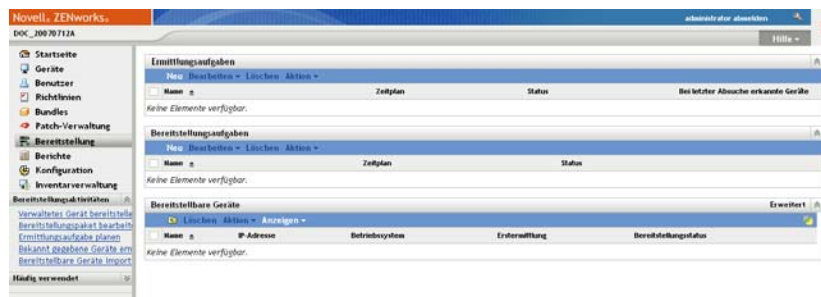 Novell® ZENworks®
administrator abmelden
DOC_20070712A
Hilfe
Startseite
Geräte
Benutzer
Richtlinien
Bundles
Patch-Verwaltung
Bereitstellung
Berichte
Konfiguration
Inventarverwaltung
Bereitstellungsaktivitäten
Verwaltetes Gerät bereitstelle
Bereitstellungspaket bearbeite
Ermittlungsaufgabe planen
Bekannt gegebene Geräte erm
Bereitstellbare Geräte import
Häufig verwendet
Ermittlungsaufgaben
Neu Bearbeiten Löschen Aktion
Name Zeitplan Status Bei letzter Absuche erkannte Geräte
Keine Elemente verfügbar.
Bereitstellungsaufgaben
Neu Bearbeiten Löschen Aktion
Name Zeitplan Status
Keine Elemente verfügbar.
Bereitstellbare Geräte Erweitert
Löschen Aktion Anzeigen
Name IP-Adresse Betriebssystem Erstermittlung Bereitstellungsstatus
Keine Elemente verfügbar.